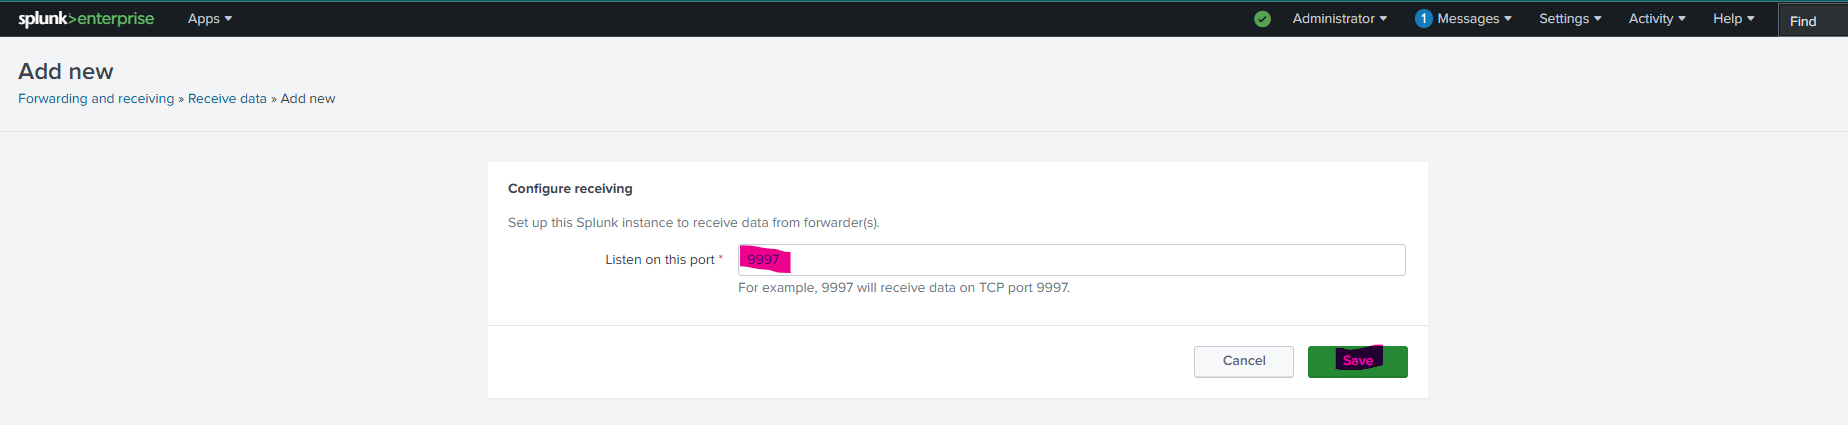 splunk>enterprise Apps Administrator 1 Messages Settings Activity Help Find
Add new
Forwarding and receiving » Receive data » Add new
Configure receiving
Set up this Splunk instance to receive data from forwarder(s).
Listen on this port * 9997
For example, 9997 will receive data on TCP port 9997.
Cancel Save